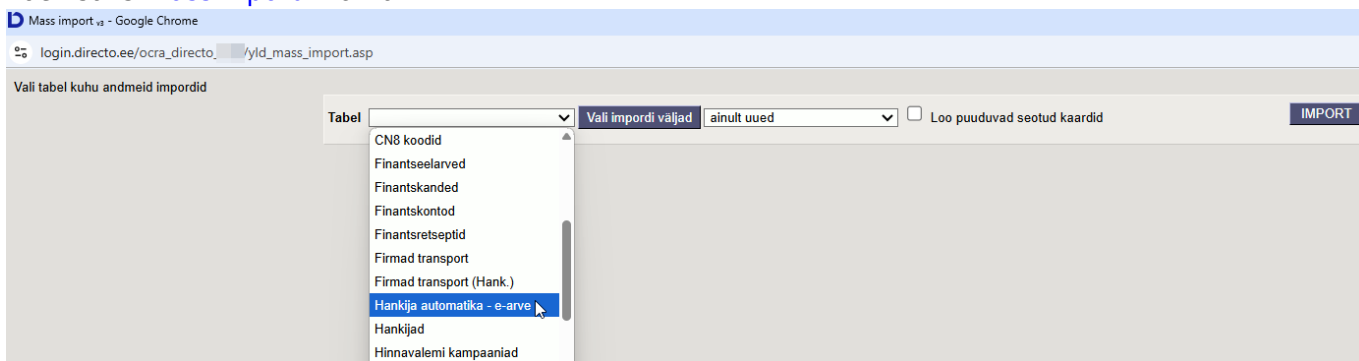 Mass import v3 - Google Chrome
login.directo.ee/ocra_directo_ /yld_mass_import.asp
Vali tabel kuhu andmeid impordid
Tabel Vali impordi väljad ainult uued Loo puuduvad seotud kaardid IMPORT
CN8 koodid
Finantseelarved
Finantskanded
Finantskontod
Finantsretseptid
Firmad transport
Firmad transport (Hank.)
Hankija automatika - e-arve
Hankijad
Hinnavalemi kampaaniad